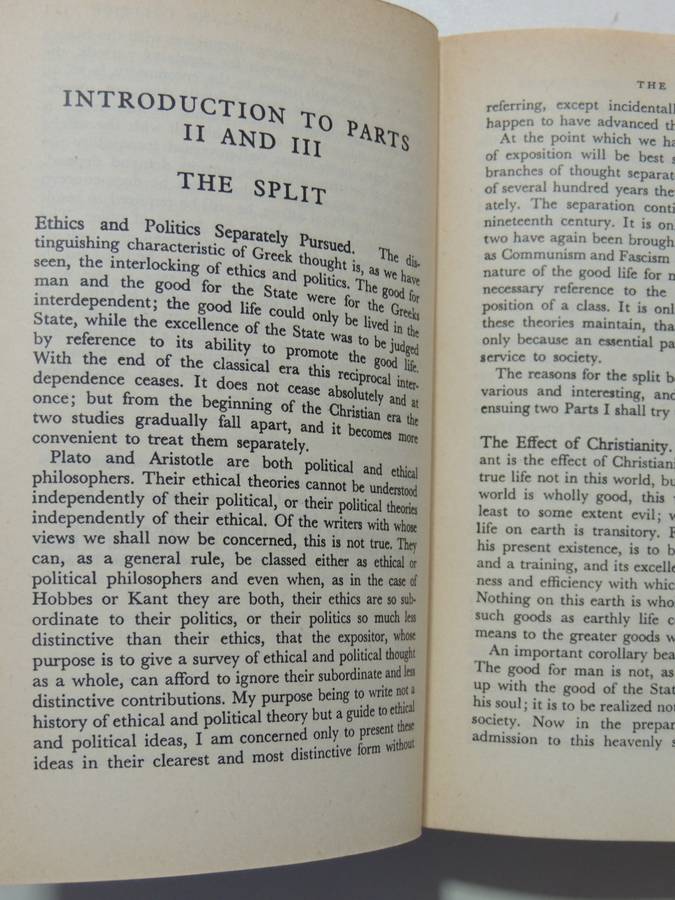 INTRODUCTION TO PARTS
II AND III
THE SPLIT
Ethics and Politics Separately Pursued. The dis-
tinguishing characteristic of Greek thought is, as we have
seen, the interlocking of ethics and politics. The good for
man and the good for the State were for the Greeks
interdependent; the good life could only be lived in the
State, while the excellence of the State was to be judged
by reference to its ability to promote the good life.
With the end of the classical era this reciprocal inter-
dependence ceases. It does not cease absolutely and at
once; but from the beginning of the Christian era the
two studies gradually fall apart, and it becomes more
convenient to treat them separately.
Plato and Aristotle are both political and ethical
philosophers. Their ethical theories cannot be understood
independently of their political, or their political theories
independently of their ethical. Of the writers with whose
views we shall now be concerned, this is not true. They
can, as a general rule, be classed either as ethical or
political philosophers and even when, as in the case of
Hobbes or Kant they are both, their ethics are so sub-
ordinate to their politics, or their politics so much less
distinctive than their ethics, that the expositor, whose
purpose is to give a survey of ethical and political thought
as a whole, can afford to ignore their subordinate and less
distinctive contributions. My purpose being to write not a
history of ethical and political theory but a guide to ethical
and political ideas, I am concerned only to present these
ideas in their clearest and most distinctive form without
THE
referring, except incidentall
happen to have advanced th
At the point which we ha
of exposition will be best s
branches of thought separat
of several hundred years the
ately. The separation conti
nineteenth century. It is on
two have again been brough
as Communism and Fascism
nature of the good life for m
necessary reference to the
position of a class. It is onl
these theories maintain, tha
only because an essential pa
service to society.
The reasons for the split b
various and interesting, and
ensuing two Parts I shall try
The Effect of Christianity.
ant is the effect of Christiani
true life not in this world, bu
world is wholly good, this
least to some extent evil; w
life on earth is transitory. F
his present existence, is to b
and a training, and its excelle
ness and efficiency with which
Nothing on this earth is who
such goods as earthly life c
means to the greater goods w
An important corollary bea
The good for man is not, as
up with the good of the Stat
his soul; it is to be realized no
society. Now in the prepar
admission to this heavenly s